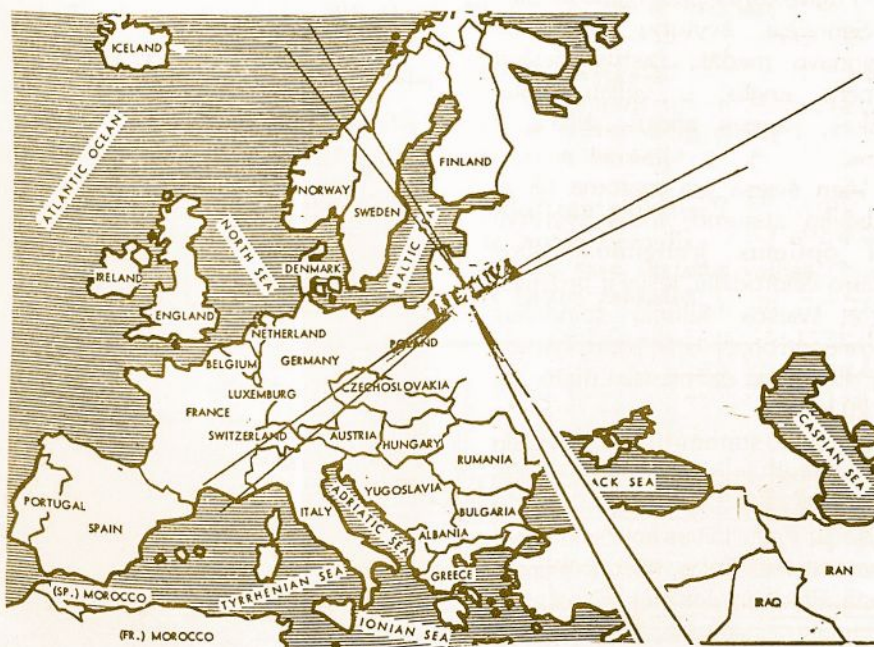 ICELAND
ATLANTIC OCEAN
NORWAY
SWEDEN
FINLAND
NORTH SEA
BALTIC SEA
IRELAND
DENMARK
LIETUVA
ENGLAND
NETHERLAND
POLAND
BELGIUM
GERMANY
LUXEMBURG
CZECHOSLOVAKIA
FRANCE
SWITZERLAND
AUSTRIA
HUNGARY
RUMANIA
CASPIAN SEA
ACK SEA
PORTUGAL
SPAIN
ITALY
ADRIATIC SEA
YUGOSLAVIA
BULGARIA
ALBANIA
GREECE
TYRRHENIAN SEA
IONIAN SEA
(SP.) MOROCCO
(FR.) MOROCCO
IRAQ
IRAN